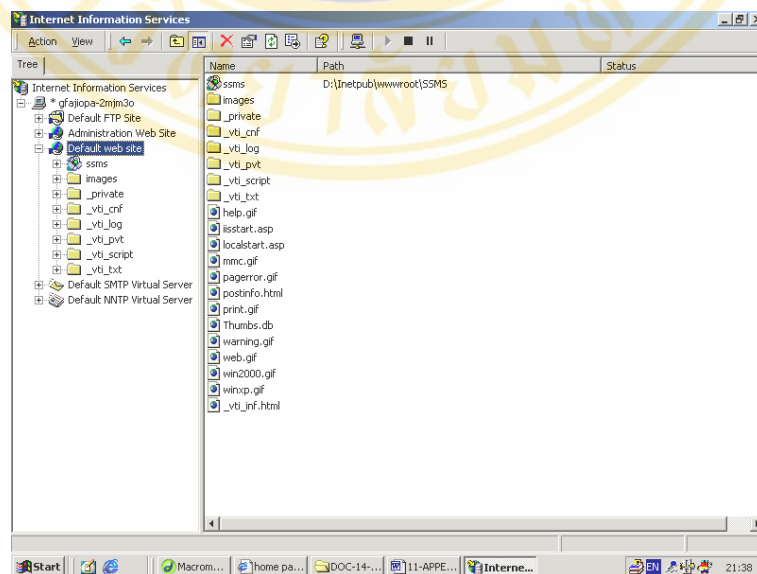 Internet Information Services
Action View
Tree
Name Path Status
Internet Information Services
* gfajiopa-2mjm3o
Default FTP Site
Administration Web Site
Default web site
ssms
images
_private
_vti_cnf
_vti_log
_vti_pvt
_vti_script
_vti_txt
Default SMTP Virtual Server
Default NNTP Virtual Server
ssms D:\Inetpub\wwwroot\SSMS
images
_private
_vti_cnf
_vti_log
_vti_pvt
_vti_script
_vti_txt
help.gif
iisstart.asp
localstart.asp
mmc.gif
pagerror.gif
postinfo.html
print.gif
Thumbs.db
warning.gif
web.gif
win2000.gif
winxp.gif
_vti_inf.html
Start Macrom... home pa... DOC-14-... 11-APPE... Interne... EN 21:38